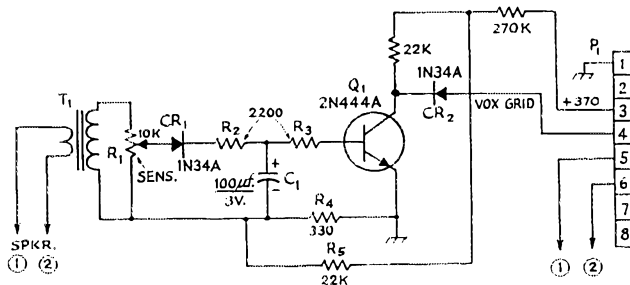 270K
P1
1
22K
Q1
1N34A
2
T1
2200
2N444A
+370
3
CR1
R2
R3
CR2
VOX GRID
4
10K
R1
1N34A
5
SENS.
+
100µf.
3V.
C1
-
R4
6
330
7
SPKR.
R5
8
① ②
22K
① ②